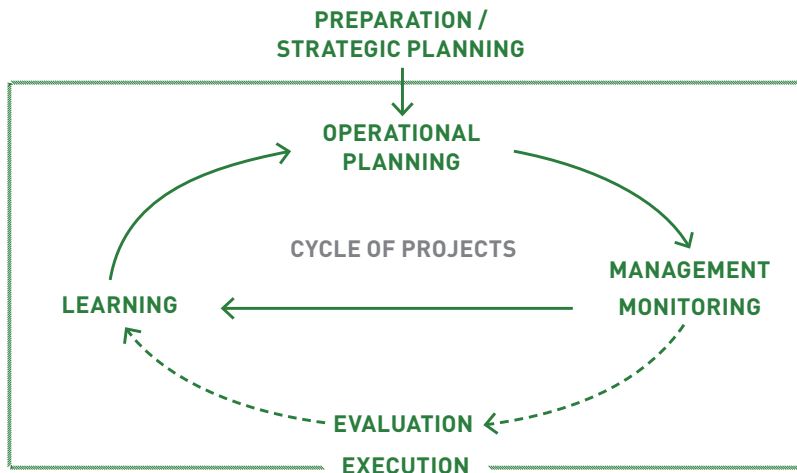 PREPARATION /
STRATEGIC PLANNING
OPERATIONAL
PLANNING
CYCLE OF PROJECTS
MANAGEMENT
MONITORING
LEARNING
EVALUATION
EXECUTION